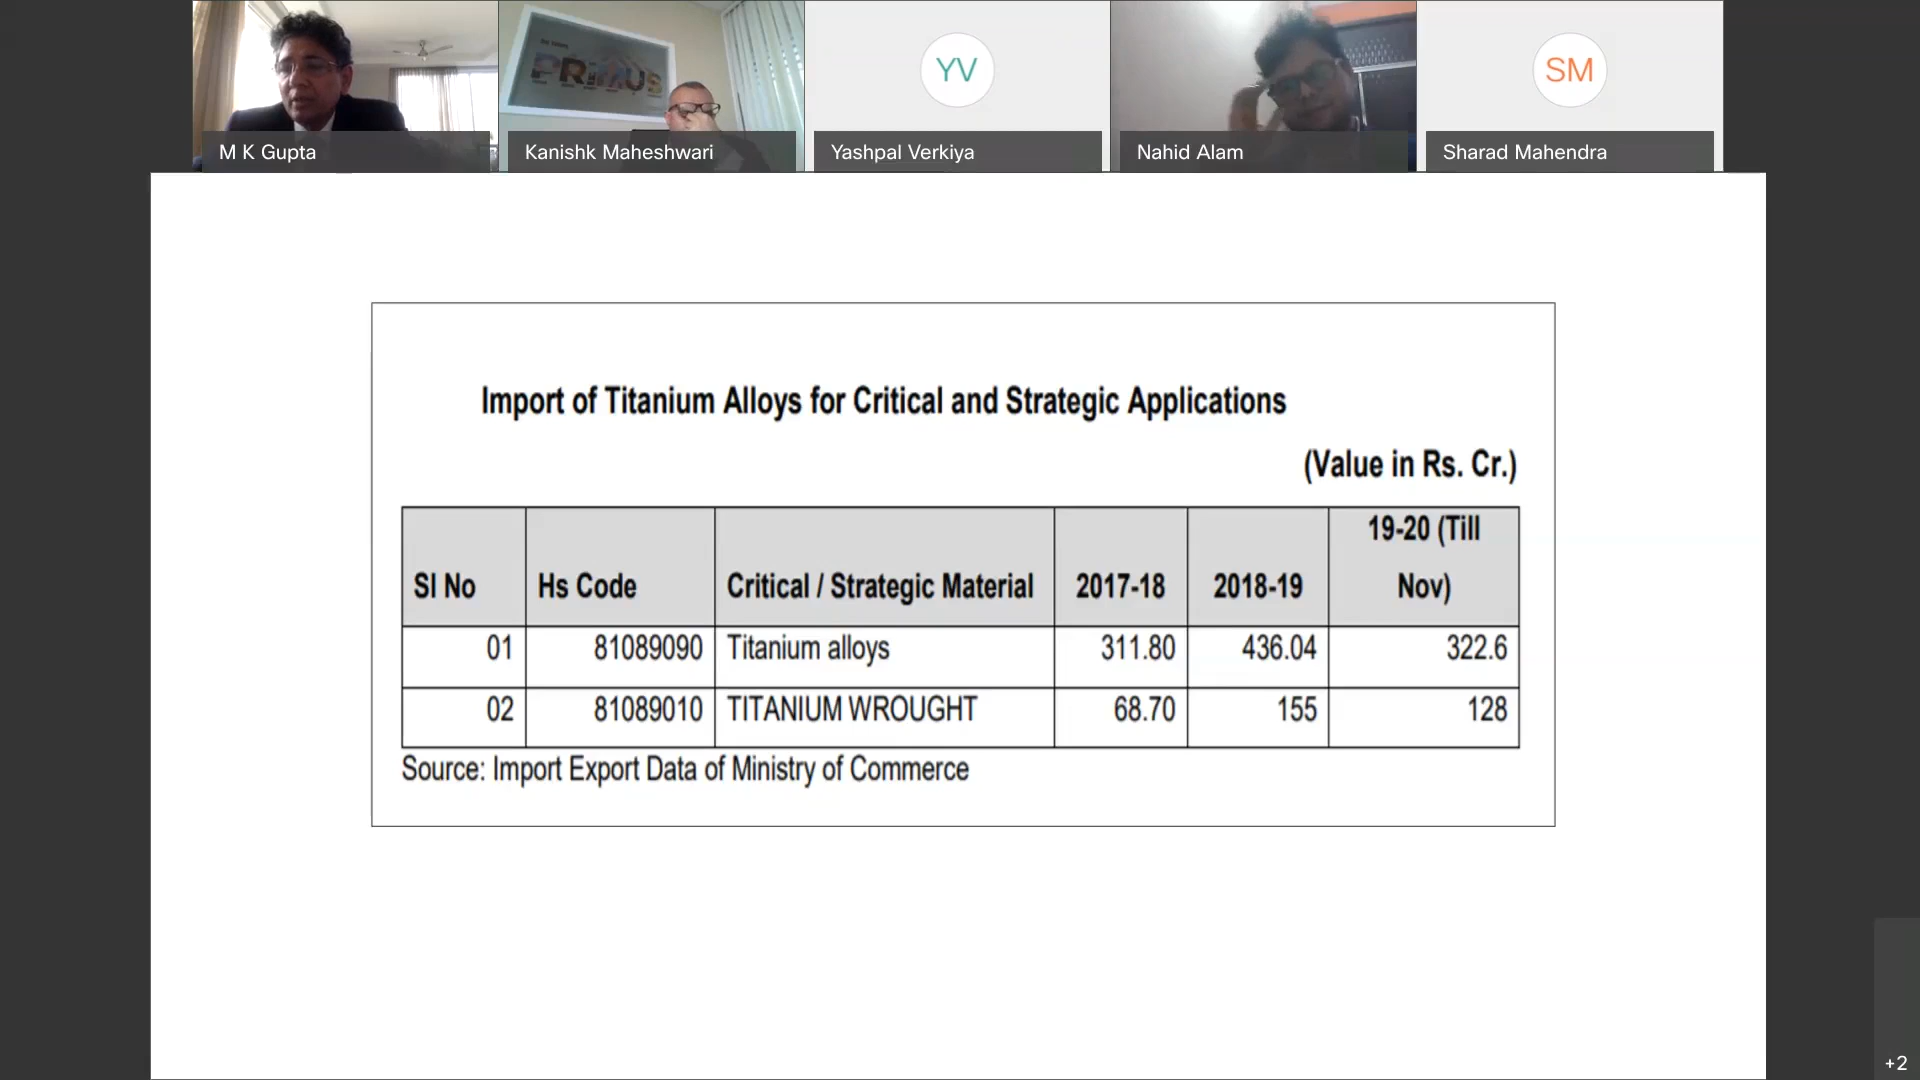 PRIMUS
YV
SM
M K Gupta
Kanishk Maheshwari
Yashpal Verkiya
Nahid Alam
Sharad Mahendra
Import of Titanium Alloys for Critical and Strategic Applications
(Value in Rs. Cr.)
Sl No Hs Code Critical / Strategic Material 2017-18 2018-19 19-20 (Till Nov)
01 81089090 Titanium alloys 311.80 436.04 322.6
02 81089010 TITANIUM WROUGHT 68.70 155 128
Source: Import Export Data of Ministry of Commerce
+2